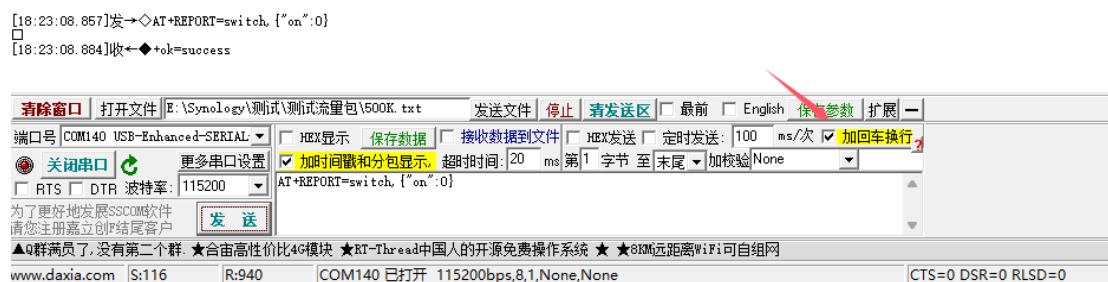 [18:23:08.857]发→◇AT+REPORT=switch,{"on":0}
□
[18:23:08.884]收←◆+ok=success
清除窗口 打开文件 E:\Synology\测试\测试流量包\500K.txt 发送文件 停止 清发送区 最前 English 保存参数 扩展 —
端口号 COM140 USB-Enhanced-SERIAL HEX显示 保存数据 接收数据到文件 HEX发送 定时发送: 100 ms/次 加回车换行 ?
关闭串口 更多串口设置 加时间戳和分包显示, 超时时间: 20 ms 第1 字节 至 末尾 加校验None
RTS DTR 波特率: 115200 AT+REPORT=switch,{"on":0}
为了更好地发展SSCOM软件
请您注册嘉立创F结尾客户 发 送
▲Q群满员了,没有第二个群. ★合宙高性价比4G模块 ★RT-Thread中国人的开源免费操作系统 ★ ★8KM远距离WiFi可自组网
www.daxia.com S:116 R:940 COM140 已打开 115200bps,8,1,None,None CTS=0 DSR=0 RLSD=0